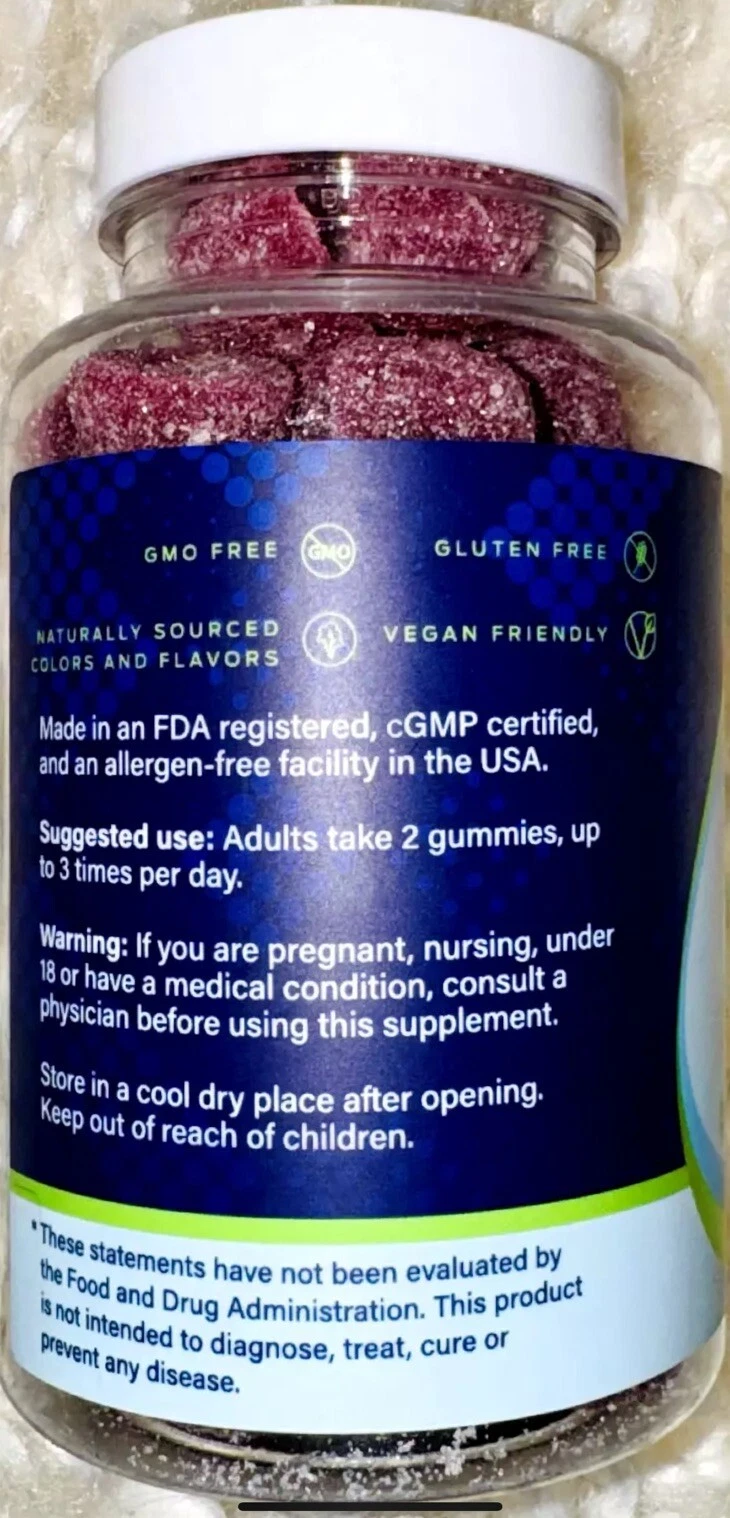 GMO FREE GMO GLUTEN FREE
NATURALLY SOURCED
COLORS AND FLAVORS
VEGAN FRIENDLY
Made in an FDA registered, cGMP certified,
and an allergen-free facility in the USA.
Suggested use: Adults take 2 gummies, up
to 3 times per day.
Warning: If you are pregnant, nursing, under
18 or have a medical condition, consult a
physician before using this supplement.
Store in a cool dry place after opening.
Keep out of reach of children.
*These statements have not been evaluated by
the Food and Drug Administration. This product
is not intended to diagnose, treat, cure or
prevent any disease.